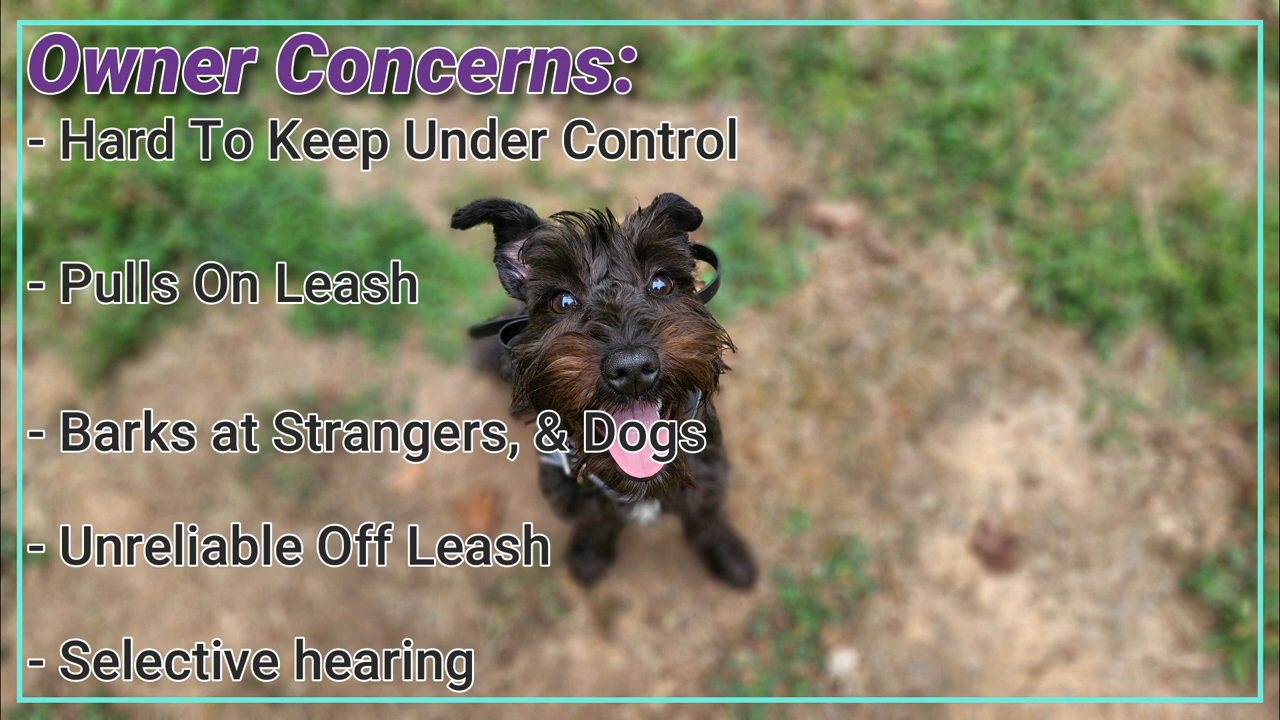 Owner Concerns:
- Hard To Keep Under Control
- Pulls On Leash
- Barks at Strangers, & Dogs
- Unreliable Off Leash
- Selective hearing